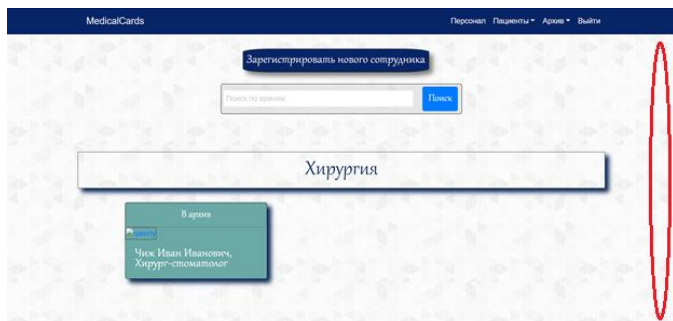 MedicalCards
Персонал Пациенты Архив Выйти
Зарегистрировать нового сотрудника
Поиск по врачам
Поиск
Хирургия
В архив
Чиж Иван Иванович,
Хирург-стоматолог